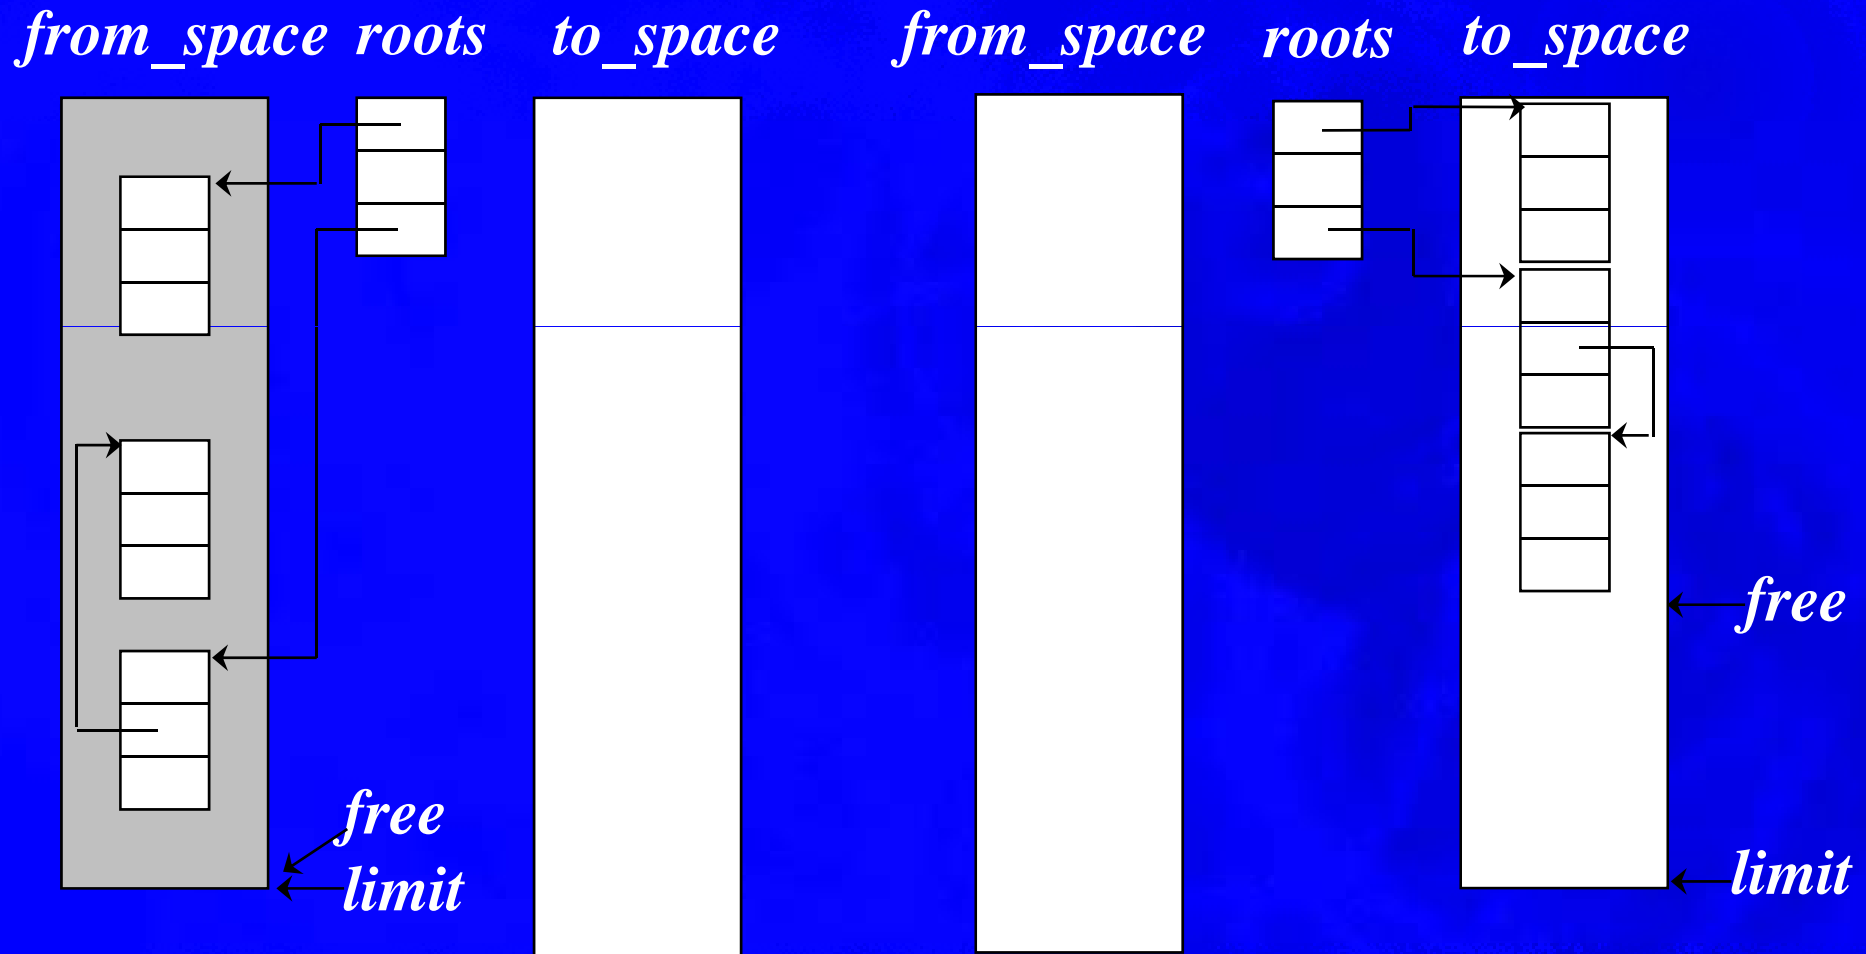 from_space roots to_space from_space roots to_space
free
free
limit
limit